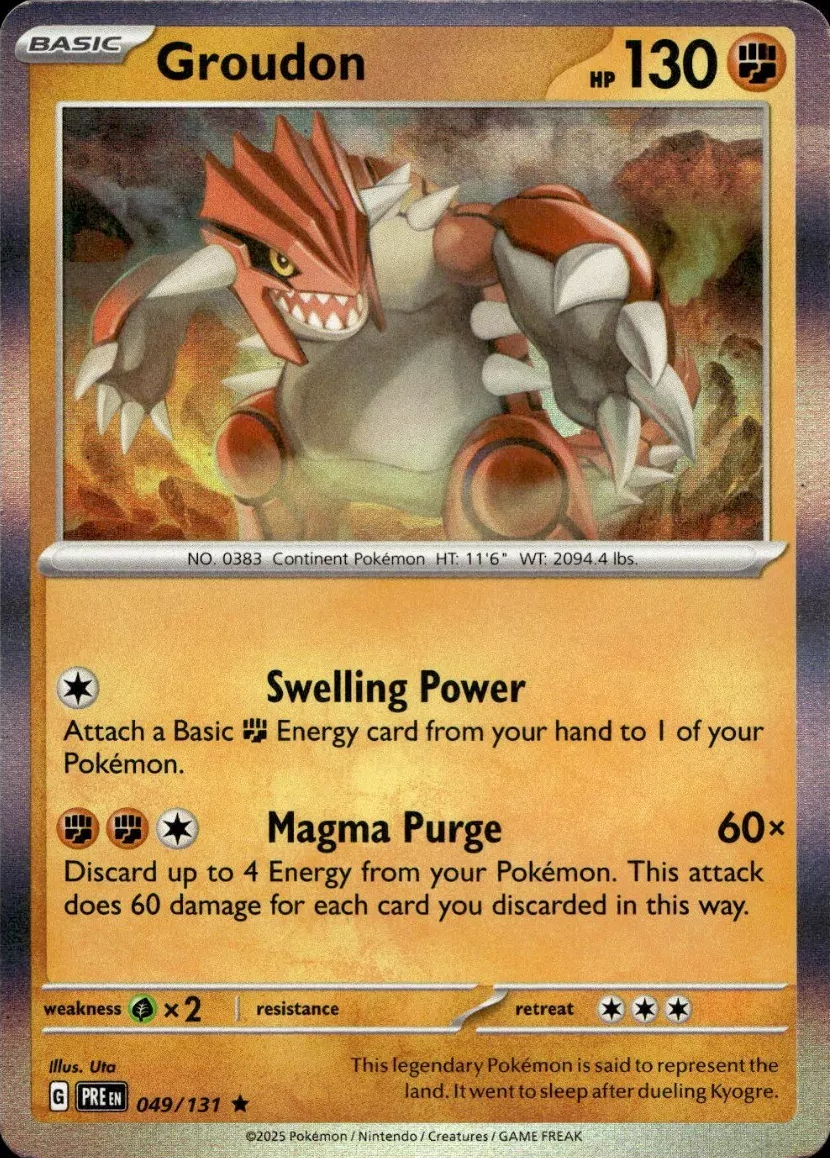 BASIC
Groudon
HP 130
NO. 0383 Continent Pokémon HT: 11'6" WT: 2094.4 lbs.
Swelling Power
Attach a Basic Energy card from your hand to 1 of your
Pokémon.
Magma Purge 60×
Discard up to 4 Energy from your Pokémon. This attack
does 60 damage for each card you discarded in this way.
weakness ×2 resistance retreat
Illus. Uta
This legendary Pokémon is said to represent the
land. It went to sleep after dueling Kyogre.
G PRE EN 049/131
©2025 Pokémon / Nintendo / Creatures / GAME FREAK